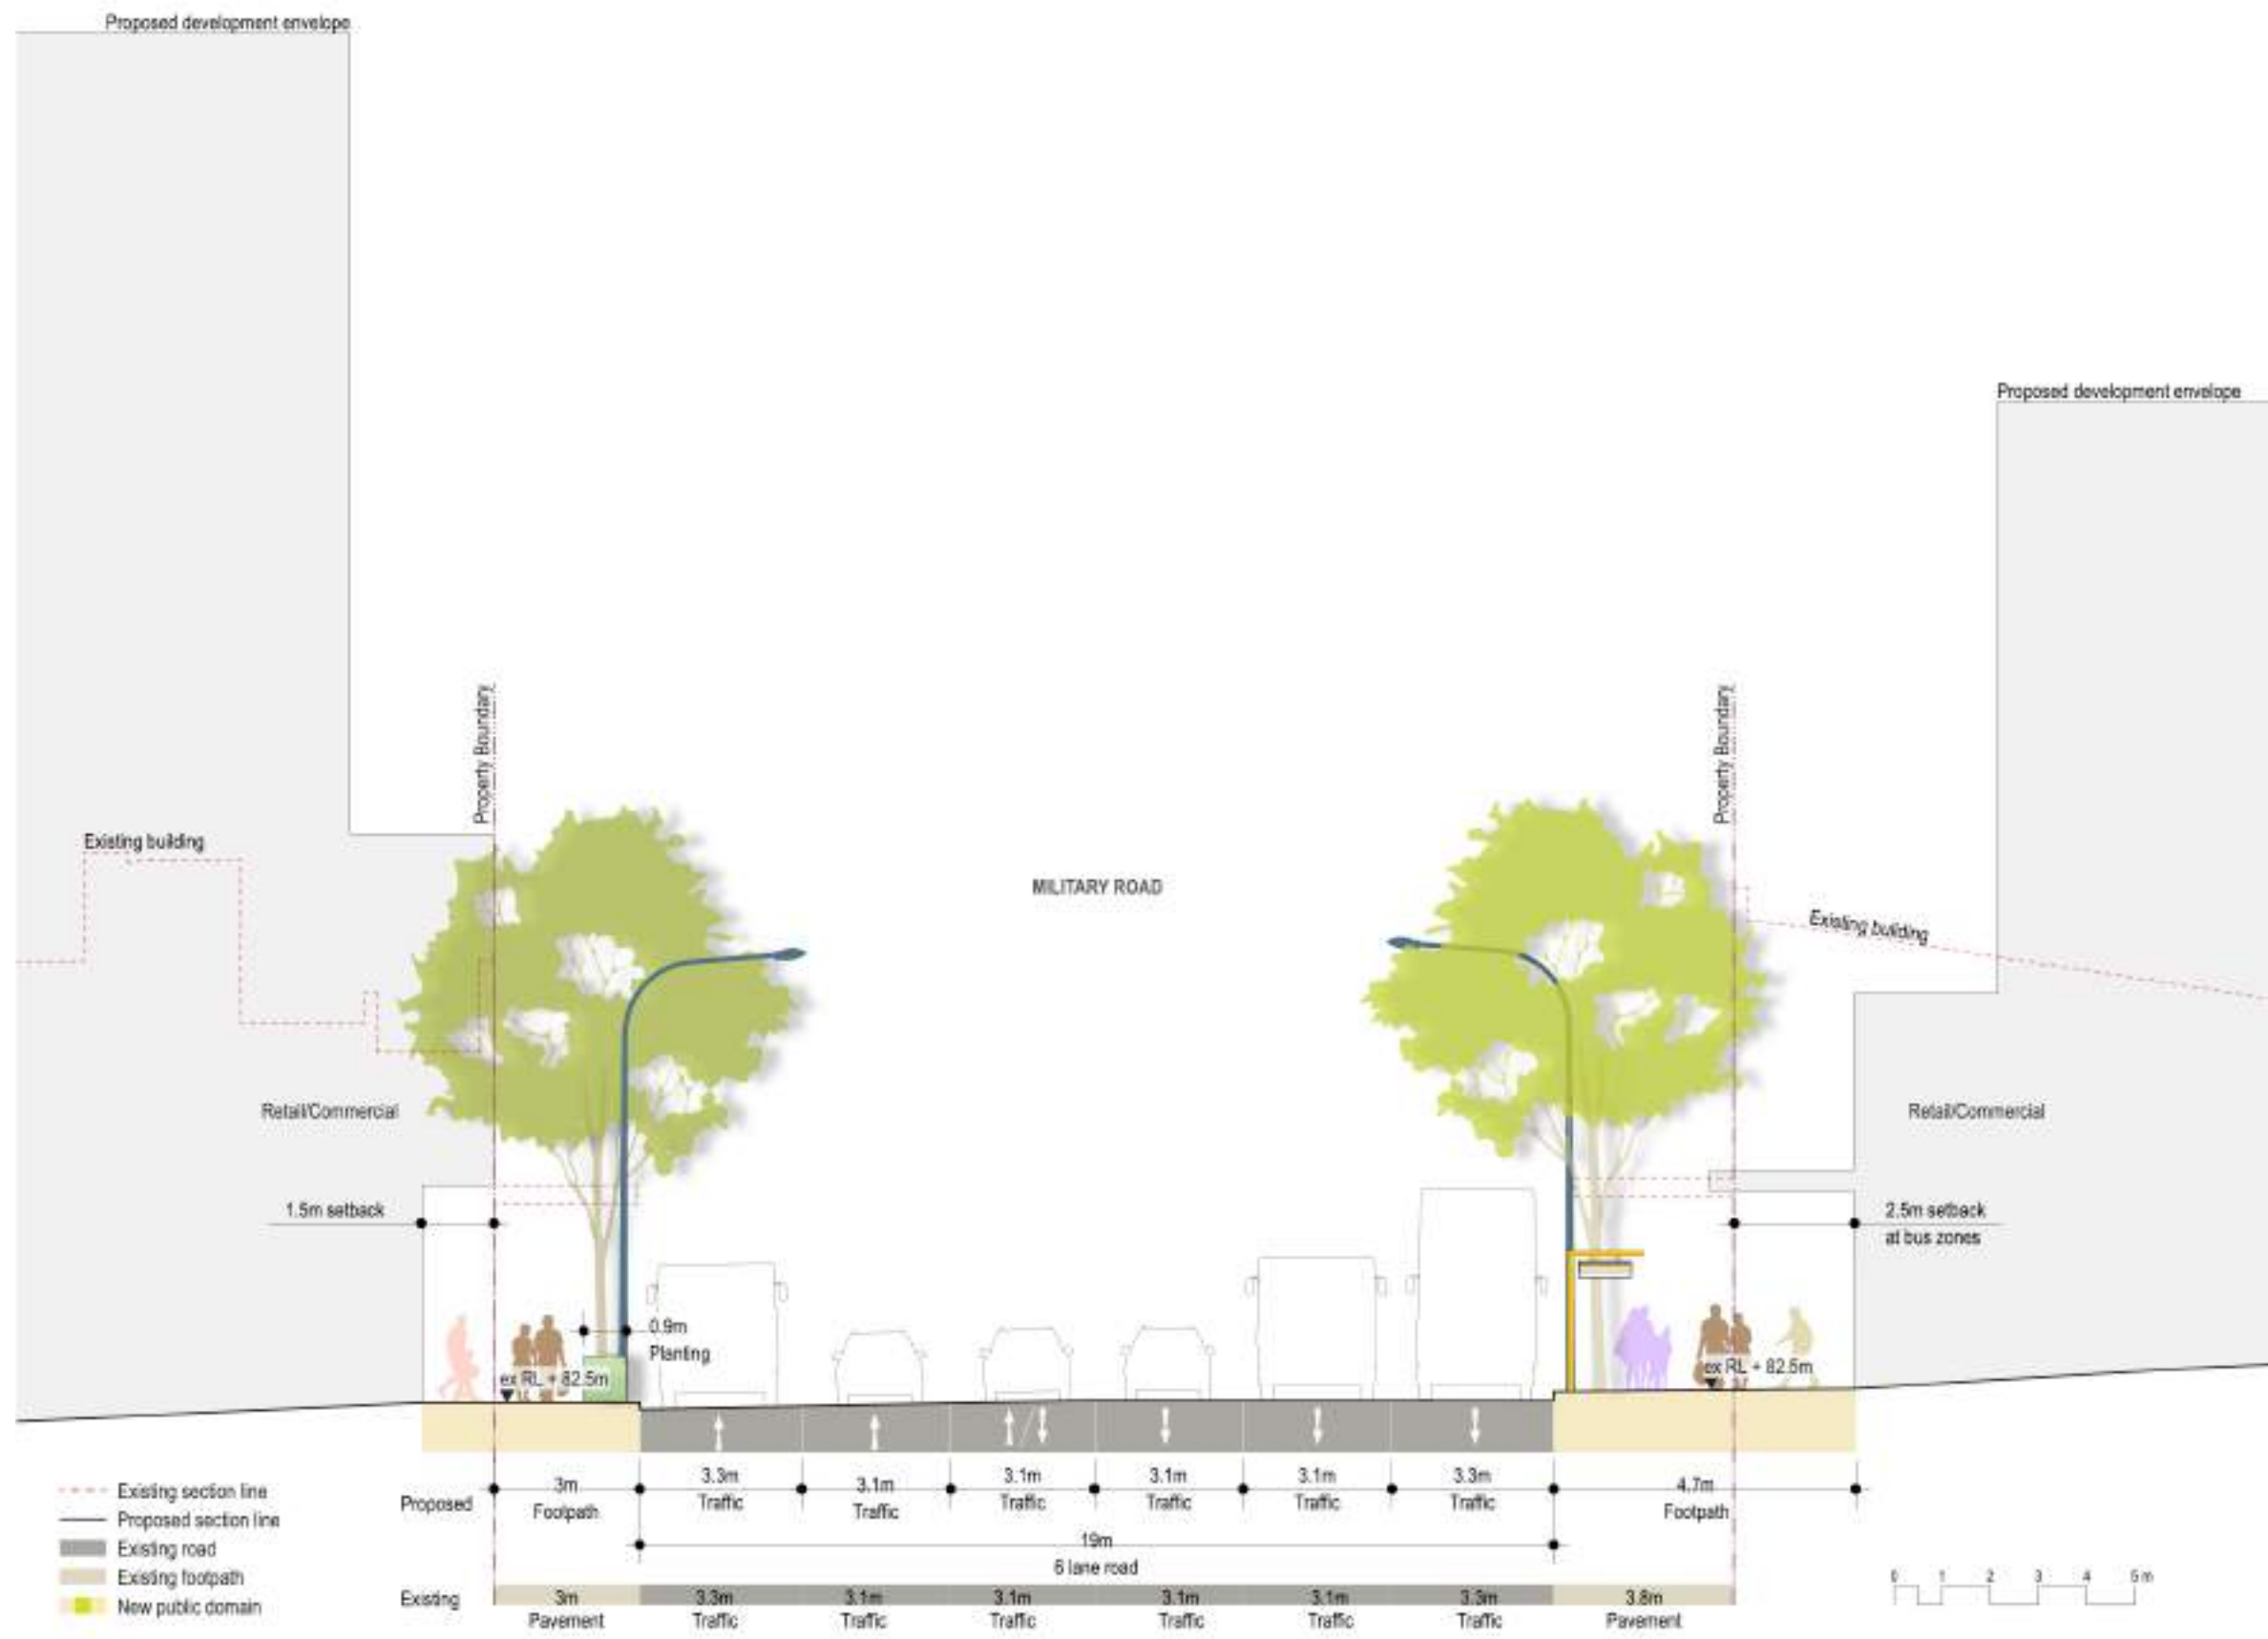 Proposed development envelope
Proposed development envelope
Property Boundary
Property Boundary
Existing building
MILITARY ROAD
Existing building
Retail/Commercial
Retail/Commercial
1.5m setback
2.5m setback
at bus zones
0.9m
Planting
ex RL + 82.5m
ex RL + 82.5m
Proposed
3m
Footpath
3.3m
Traffic
3.1m
Traffic
3.1m
Traffic
3.1m
Traffic
3.1m
Traffic
3.3m
Traffic
4.7m
Footpath
19m
6 lane road
Existing
3m
Pavement
3.3m
Traffic
3.1m
Traffic
3.1m
Traffic
3.1m
Traffic
3.1m
Traffic
3.3m
Traffic
3.8m
Pavement
Existing section line
Proposed section line
Existing road
Existing footpath
New public domain
0 1 2 3 4 5 m